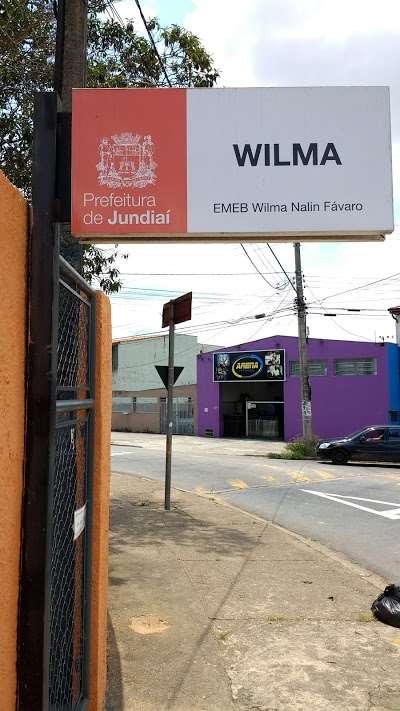 Prefeitura
de Jundiaí
WILMA
EMEB Wilma Nalin Fávaro
ARENA